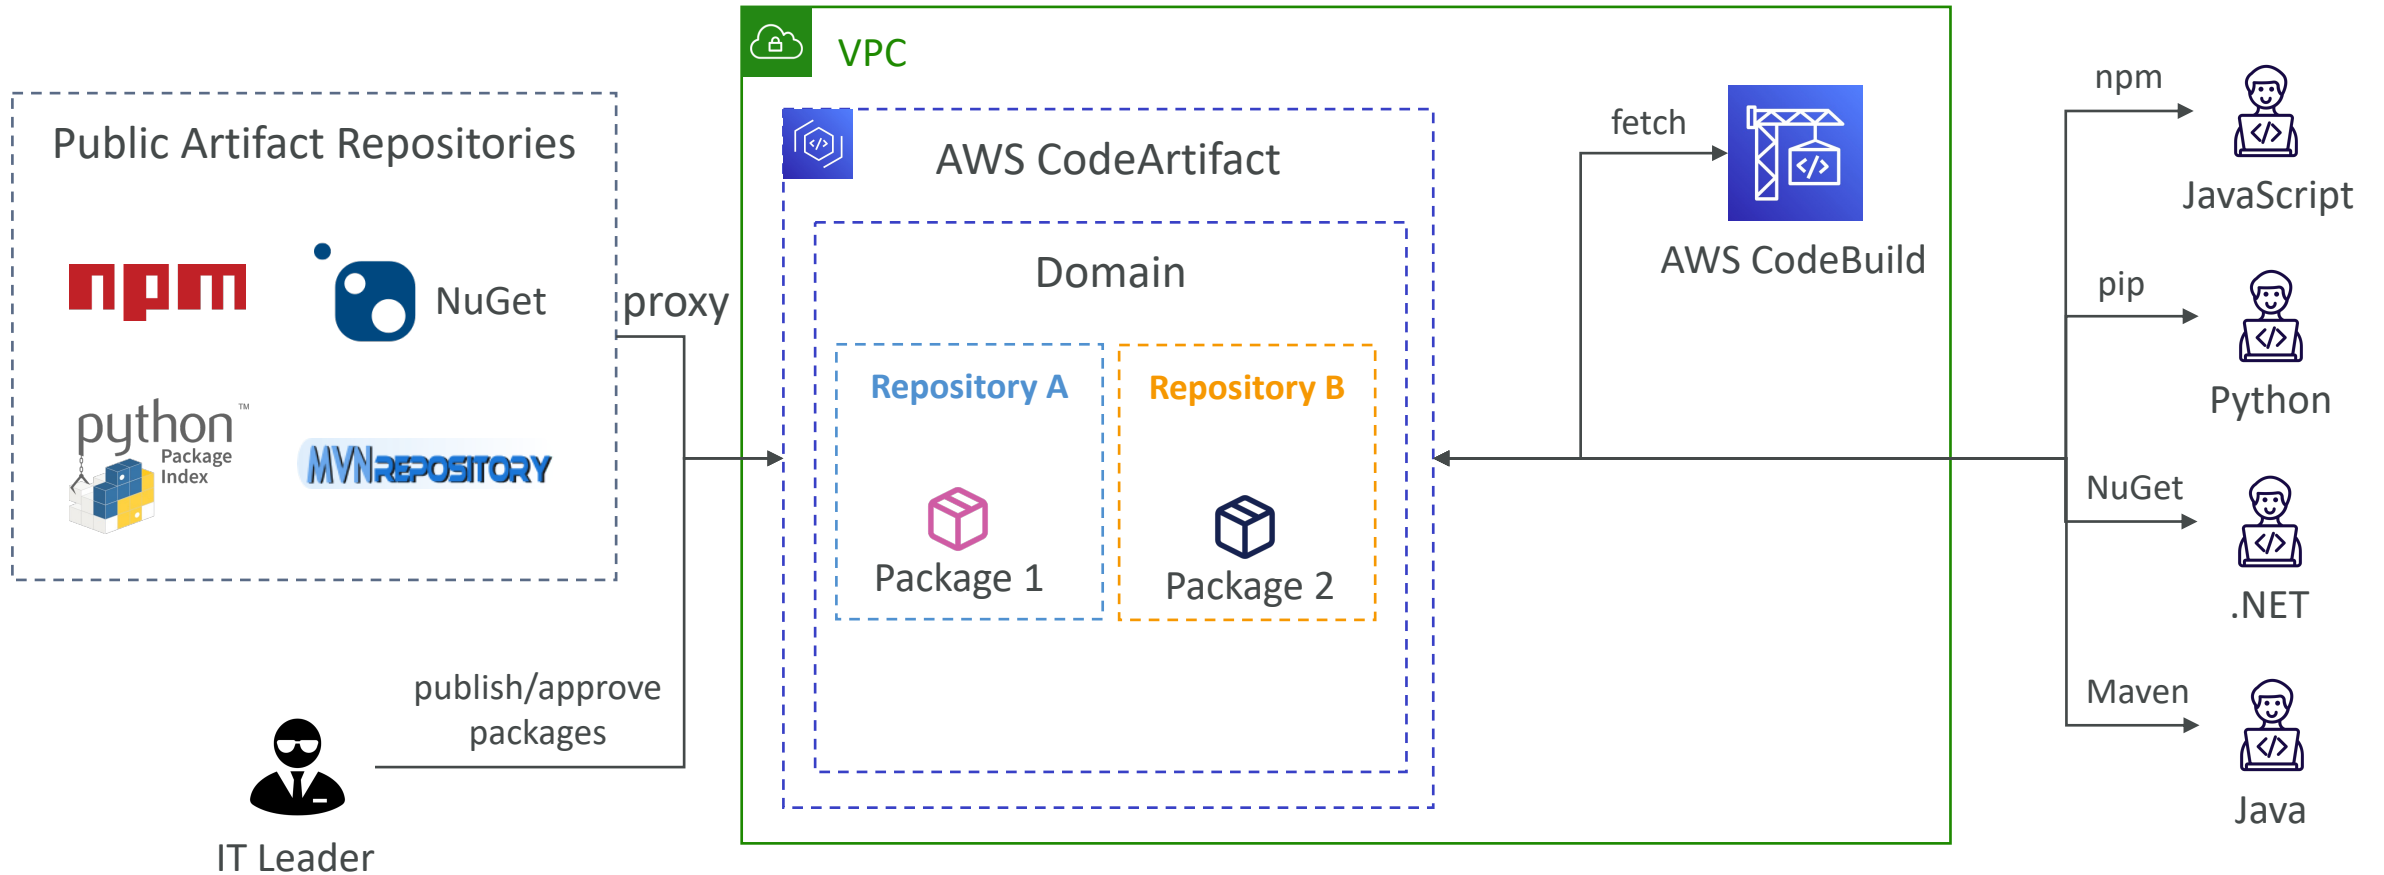 VPC
Public Artifact Repositories
npm
NuGet
python™
Package
Index
MVNREPOSITORY
proxy
publish/approve
packages
IT Leader
AWS CodeArtifact
Domain
Repository A
Package 1
Repository B
Package 2
fetch
</>
AWS CodeBuild
npm
</>
JavaScript
pip
</>
Python
NuGet
</>
.NET
Maven
</>
Java